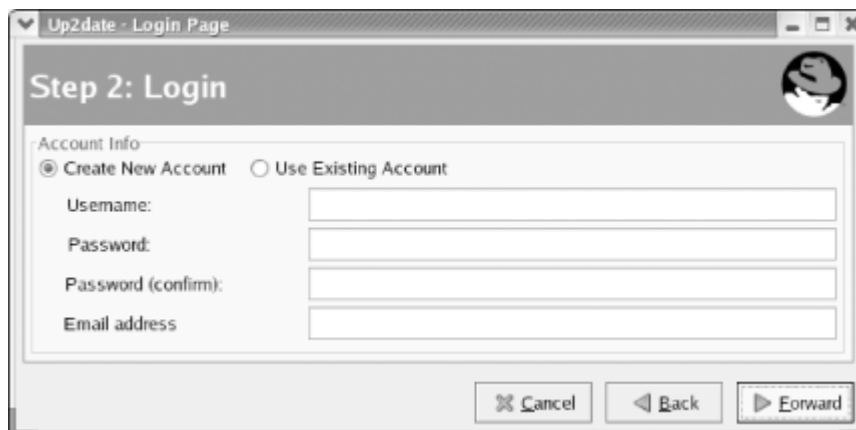 Up2date - Login Page
Step 2: Login
Account Info
Create New Account Use Existing Account
Username:
Password:
Password (confirm):
Email address
Cancel Back Forward